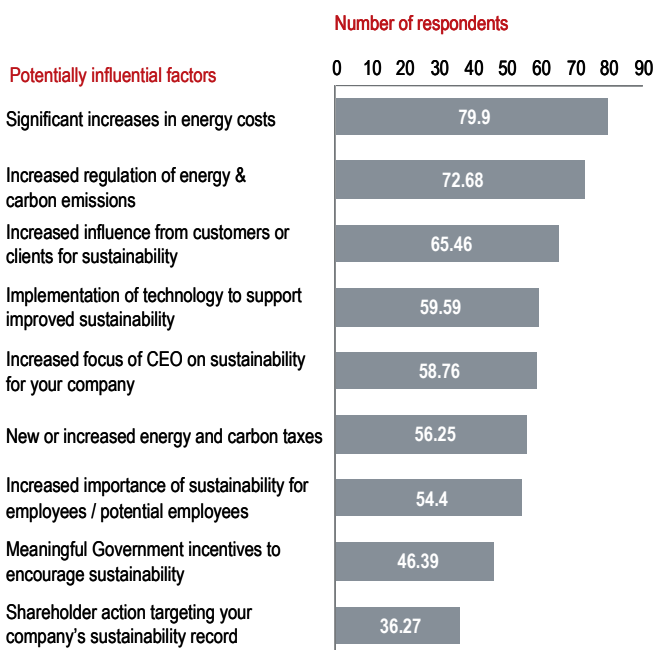 Number of respondents
Potentially influential factors
0 10 20 30 40 50 60 70 80 90
Significant increases in energy costs
79.9
Increased regulation of energy &
carbon emissions
72.68
Increased influence from customers or
clients for sustainability
65.46
Implementation of technology to support
improved sustainability
59.59
Increased focus of CEO on sustainability
for your company
58.76
New or increased energy and carbon taxes
56.25
Increased importance of sustainability for
employees / potential employees
54.4
Meaningful Government incentives to
encourage sustainability
46.39
Shareholder action targeting your
company's sustainability record
36.27